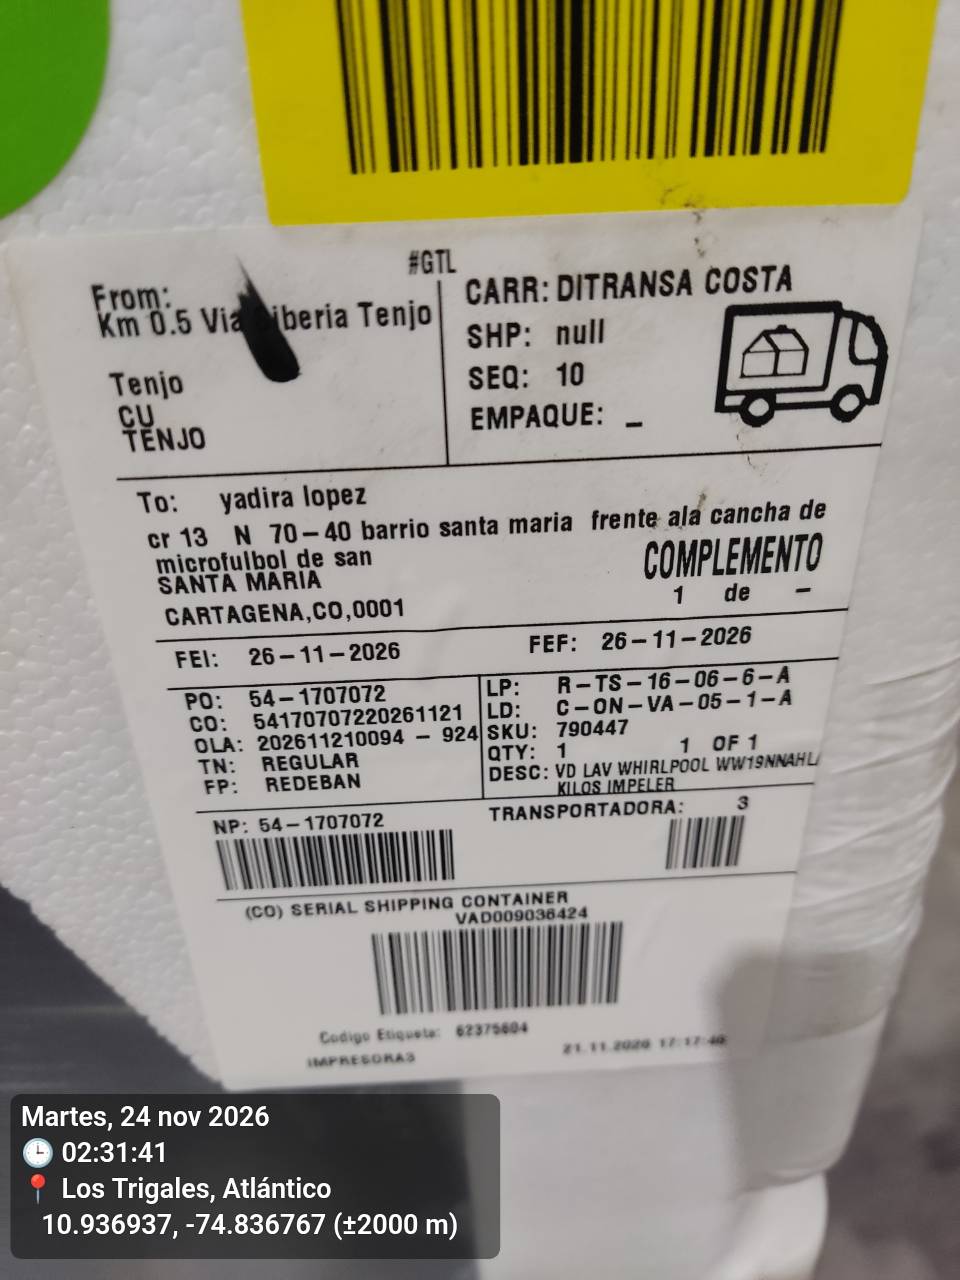 #GTL
From:
Km 0.5 Via Siberia Tenjo
Tenjo
CU
TENJO
CARR: DITRANSA COSTA
SHP: null
SEQ: 10
EMPAQUE: _
To: yadira lopez
cr 13 N 70-40 barrio santa maria frente ala cancha de
microfulbol de san
SANTA MARIA
CARTAGENA,CO,0001
COMPLEMENTO
1 de -
FEI: 26-11-2026
FEF: 26-11-2026
PO: 54-1707072
CO: 54170707220261121
OLA: 202611210094 - 924
TN: REGULAR
FP: REDEBAN
LP: R-TS-16-06-6-A
LD: C-ON-VA-05-1-A
SKU: 790447
QTY: 1 1 OF 1
DESC: VD LAV WHIRLPOOL WW19NNAHLA
KILOS IMPELER
NP: 54-1707072
TRANSPORTADORA: 3
(CO) SERIAL SHIPPING CONTAINER
VAD009036424
Codigo Etiqueta: 62375604
IMPRESORA3
21.11.2026 17:17:46
Martes, 24 nov 2026
02:31:41
Los Trigales, Atlántico
10.936937, -74.836767 (±2000 m)